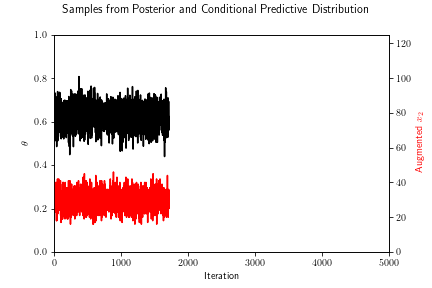 Samples from Posterior and Conditional Predictive Distribution
1.0
0.8
0.6
0.4
0.2
0.0
θ
120
100
80
60
40
20
0
Augmented x₂
0 1000 2000 3000 4000 5000
Iteration